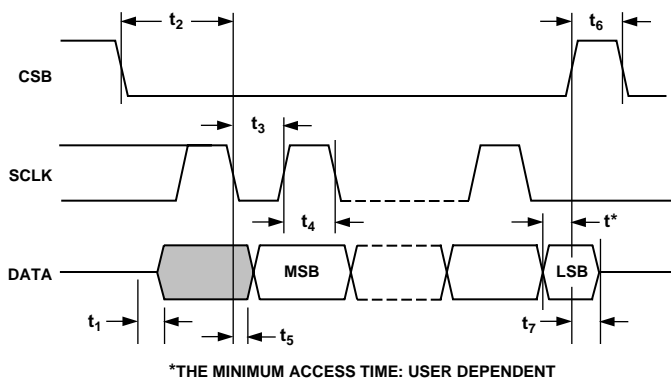 t2
t6
CSB
t3
SCLK
t4
t*
DATA
MSB
LSB
t1
t5
t7
*THE MINIMUM ACCESS TIME: USER DEPENDENT